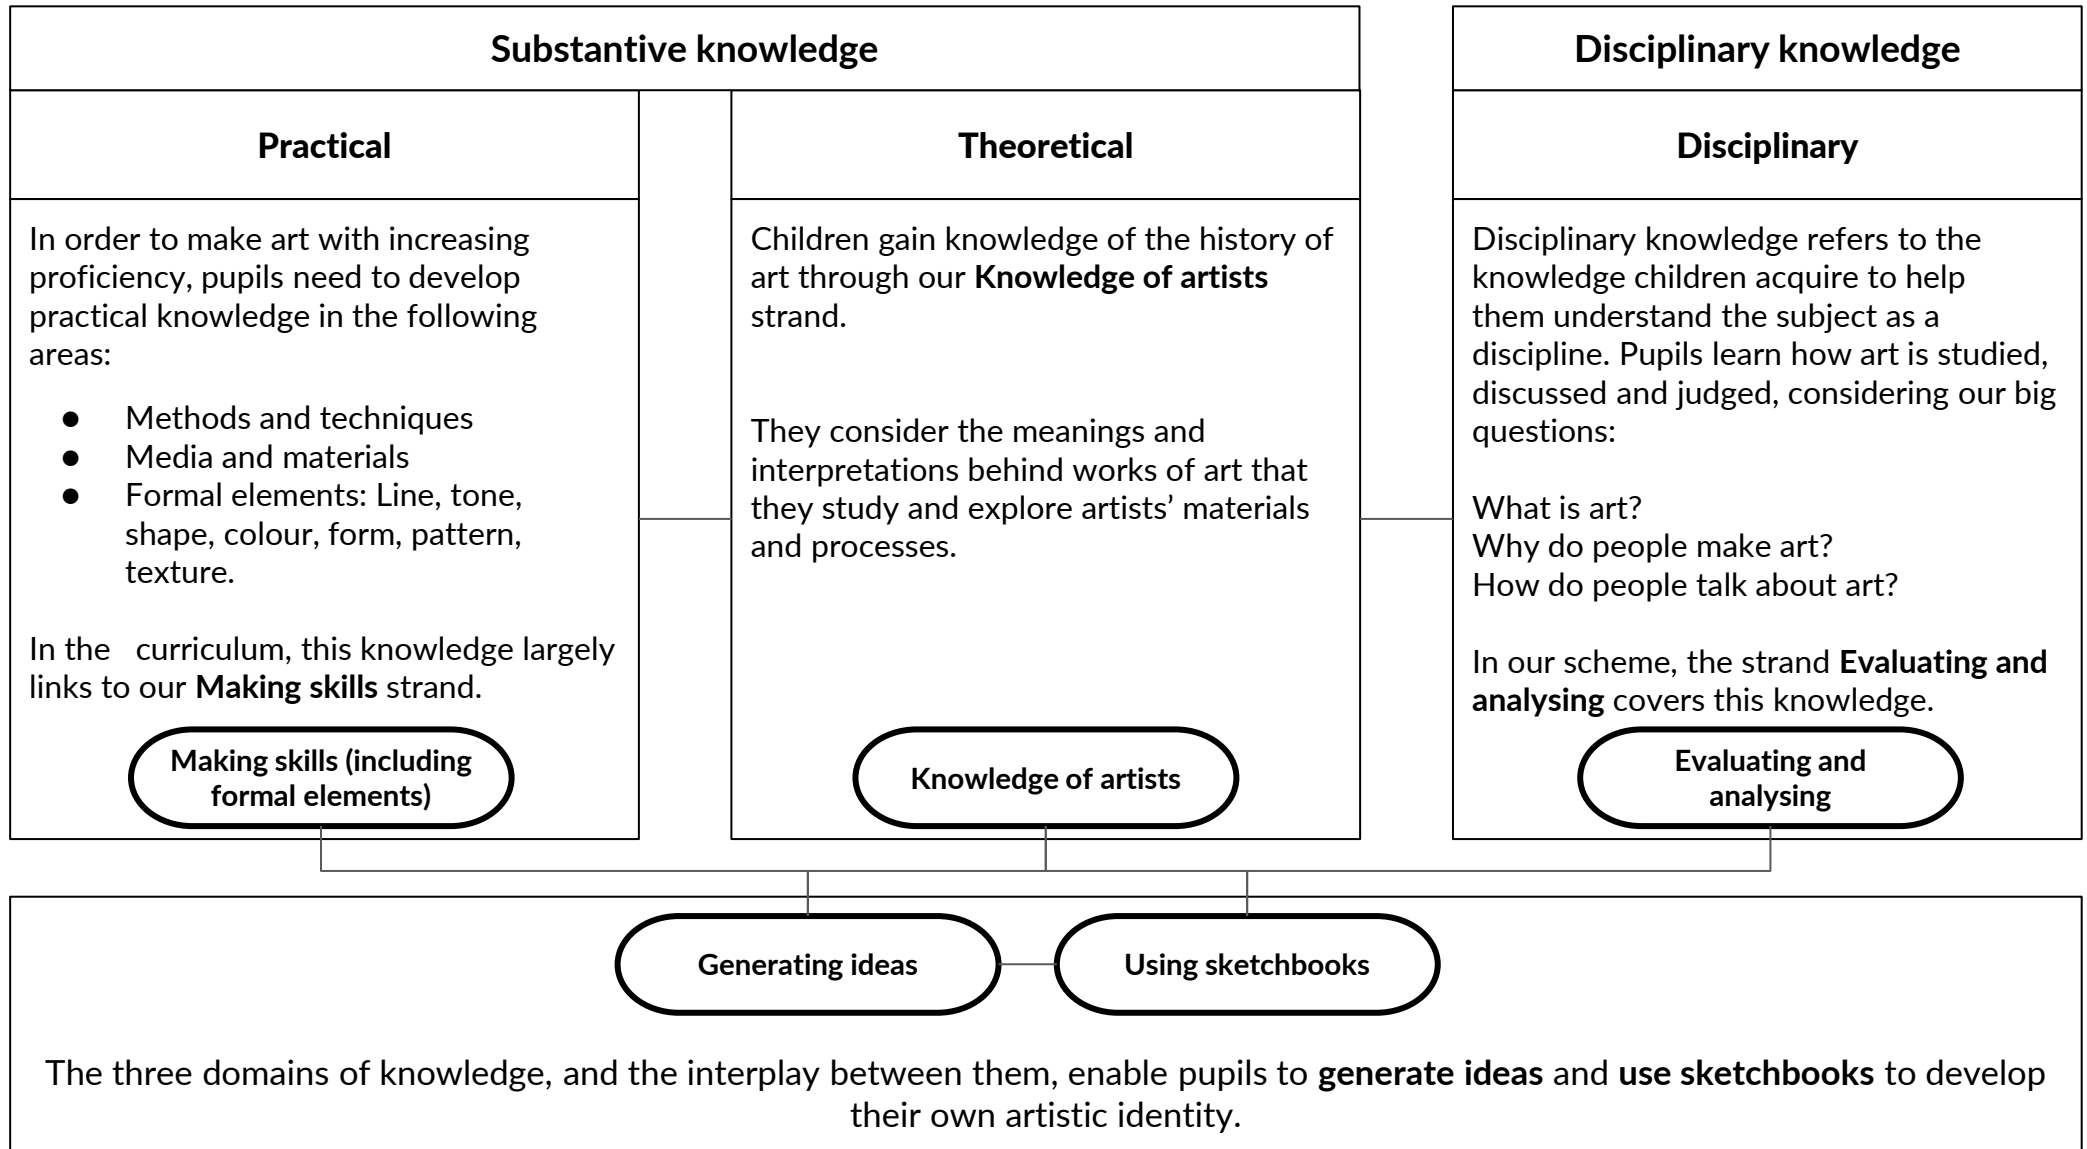 Substantive knowledge
Disciplinary knowledge
Practical
Theoretical
Disciplinary
In order to make art with increasing
proficiency, pupils need to develop
practical knowledge in the following
areas:
● Methods and techniques
● Media and materials
● Formal elements: Line, tone,
shape, colour, form, pattern,
texture.
In the curriculum, this knowledge largely
links to our Making skills strand.
Making skills (including
formal elements)
Children gain knowledge of the history of
art through our Knowledge of artists
strand.
They consider the meanings and
interpretations behind works of art that
they study and explore artists’ materials
and processes.
Knowledge of artists
Disciplinary knowledge refers to the
knowledge children acquire to help
them understand the subject as a
discipline. Pupils learn how art is studied,
discussed and judged, considering our big
questions:
What is art?
Why do people make art?
How do people talk about art?
In our scheme, the strand Evaluating and
analysing covers this knowledge.
Evaluating and
analysing
Generating ideas
Using sketchbooks
The three domains of knowledge, and the interplay between them, enable pupils to generate ideas and use sketchbooks to develop
their own artistic identity.